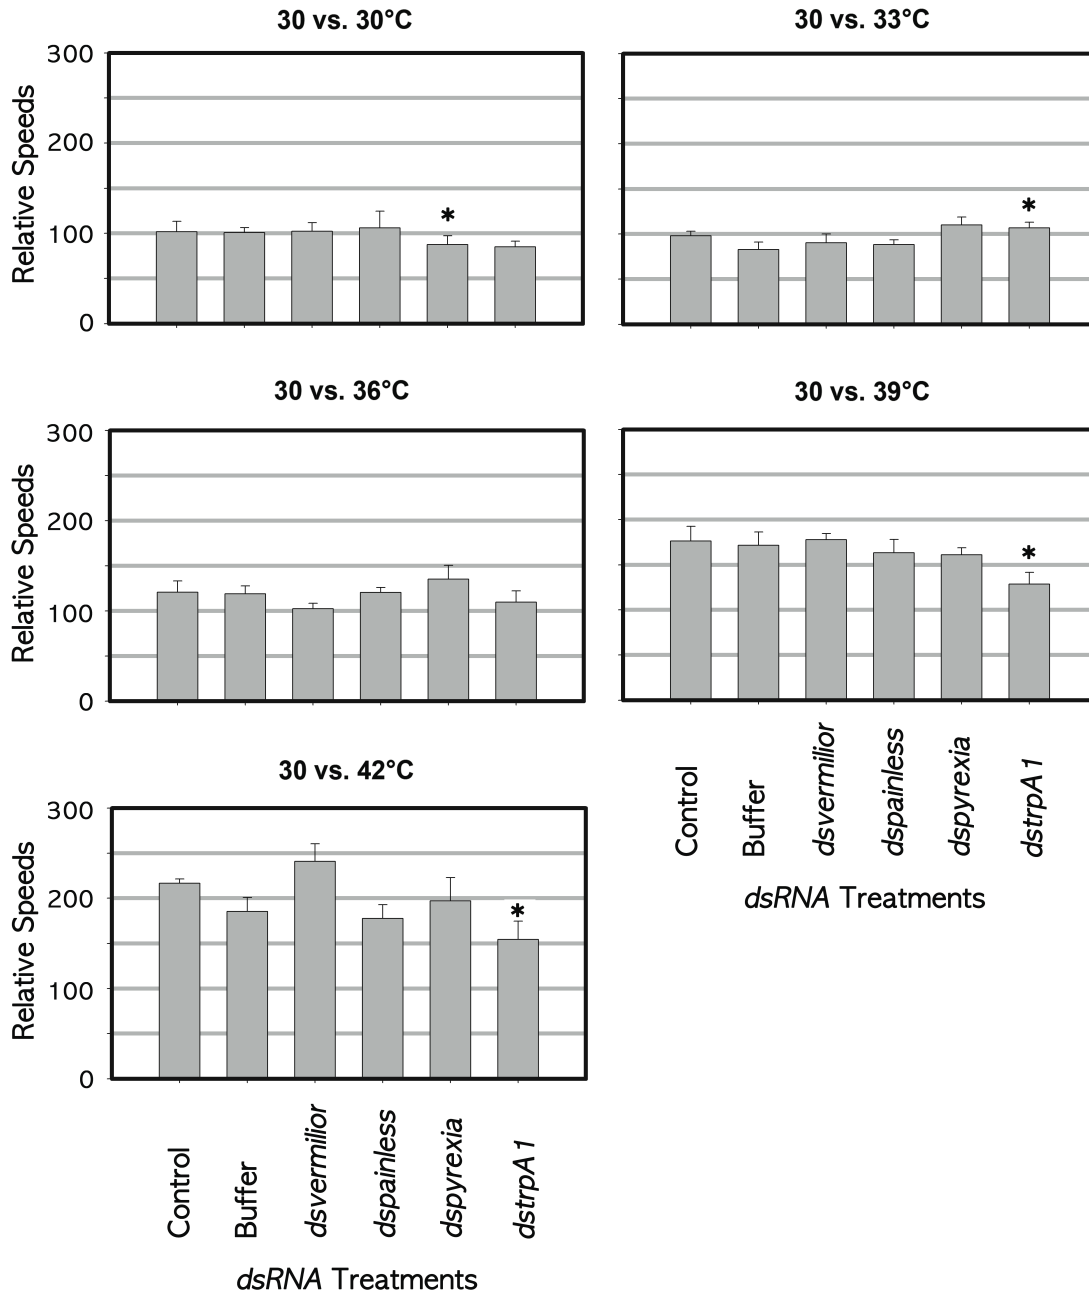 30 vs. 30°C
300
200
100
0
Relative Speeds
*
30 vs. 33°C
*
30 vs. 36°C
300
200
100
0
Relative Speeds
30 vs. 39°C
*
Control
Buffer
dsvermilior
dspainless
dspyrexia
dstrpA1
dsRNA Treatments
30 vs. 42°C
300
200
100
0
Relative Speeds
*
Control
Buffer
dsvermilior
dspainless
dspyrexia
dstrpA1
dsRNA Treatments